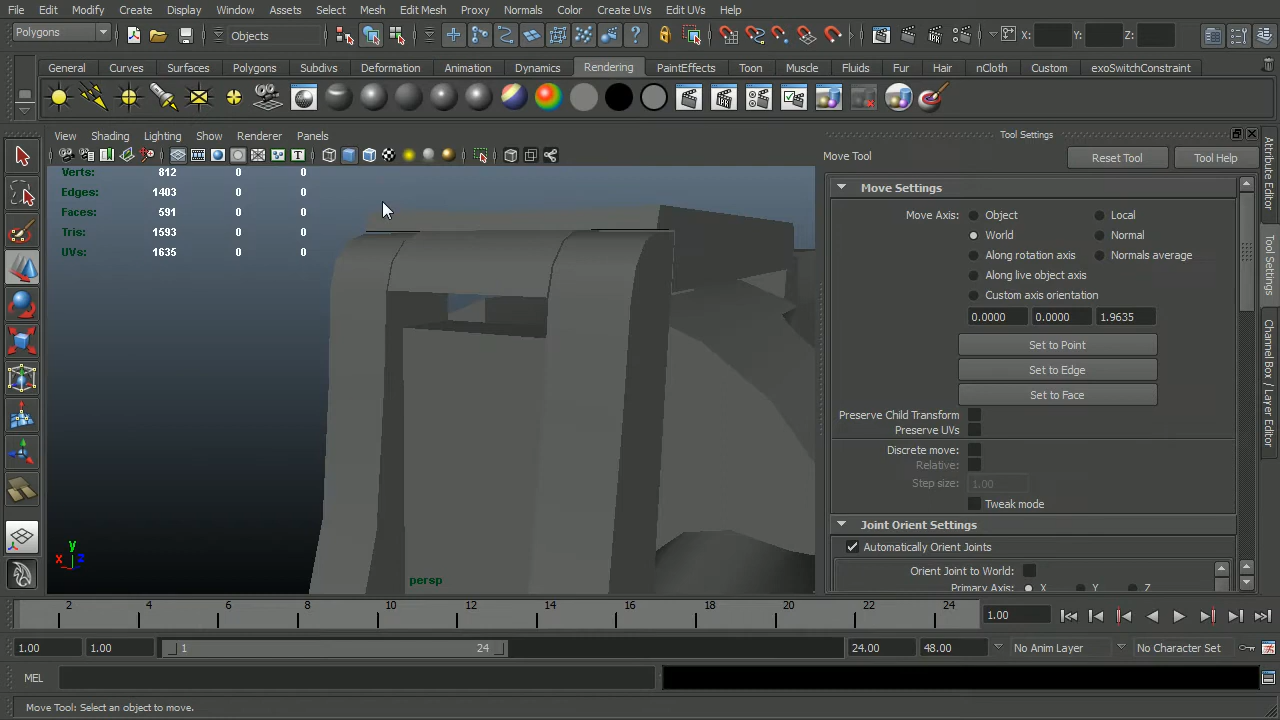 File Edit Modify Create Display Window Assets Select Mesh Edit Mesh Proxy Normals Color Create UVs Edit UVs Help
Polygons Objects X: Y: Z:
General Curves Surfaces Polygons Subdivs Deformation Animation Dynamics Rendering PaintEffects Toon Muscle Fluids Fur Hair nCloth Custom exoSwitchConstraint
View Shading Lighting Show Renderer Panels
Tool Settings
Move Tool Reset Tool Tool Help
Verts: 812 0 0
Edges: 1403 0 0
Faces: 591 0 0
Tris: 1593 0 0
UVs: 1635 0 0
Move Settings
Move Axis: Object Local
World Normal
Along rotation axis Normals average
Along live object axis
Custom axis orientation
0.0000 0.0000 1.9635
Set to Point
Set to Edge
Set to Face
Preserve Child Transform
Preserve UVs
Discrete move:
Relative:
Step size: 1.00
Tweak mode
Joint Orient Settings
Automatically Orient Joints
Orient Joint to World:
Primary Axis: X Y Z
Attribute Editor
Tool Settings
Channel Box / Layer Editor
y
x z
persp
2 4 6 8 10 12 14 16 18 20 22 24 1.00
1.00 1.00 1 24 24.00 48.00 No Anim Layer No Character Set
MEL
Move Tool: Select an object to move.